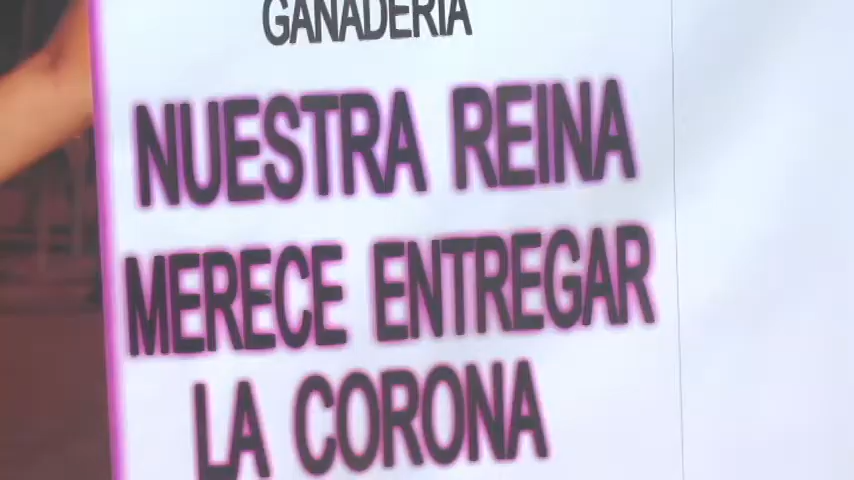 GANADERIA
NUESTRA REINA
MERECE ENTREGAR
LA CORONA